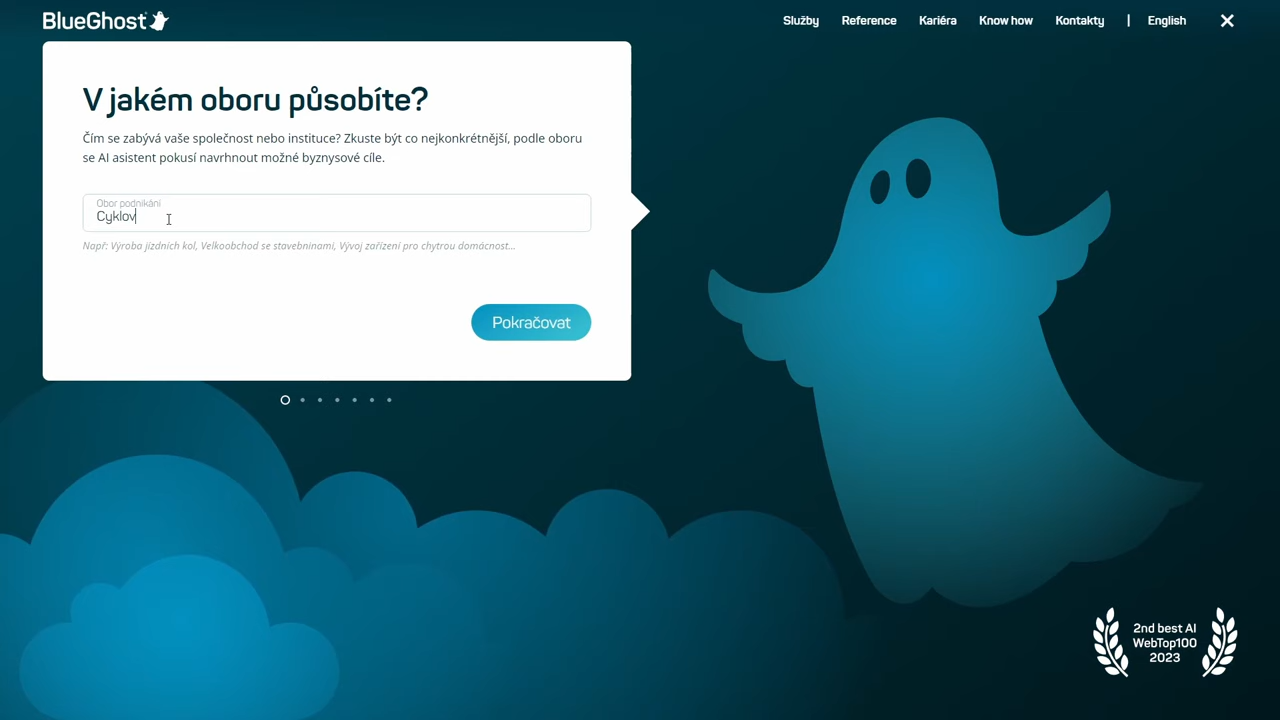 BlueGhost
Služby
Reference
Kariéra
Know how
Kontakty
|
English
V jakém oboru působíte?
Čím se zabývá vaše společnost nebo instituce? Zkuste být co nejkonkrétnější, podle oboru
se AI asistent pokusí navrhnout možné byznysové cíle.
Obor podnikání
Cyklov
Např: Výroba jízdních kol, Velkoobchod se stavebninami, Vývoj zařízení pro chytrou domácnost...
Pokračovat
2nd best AI
WebTop100
2023